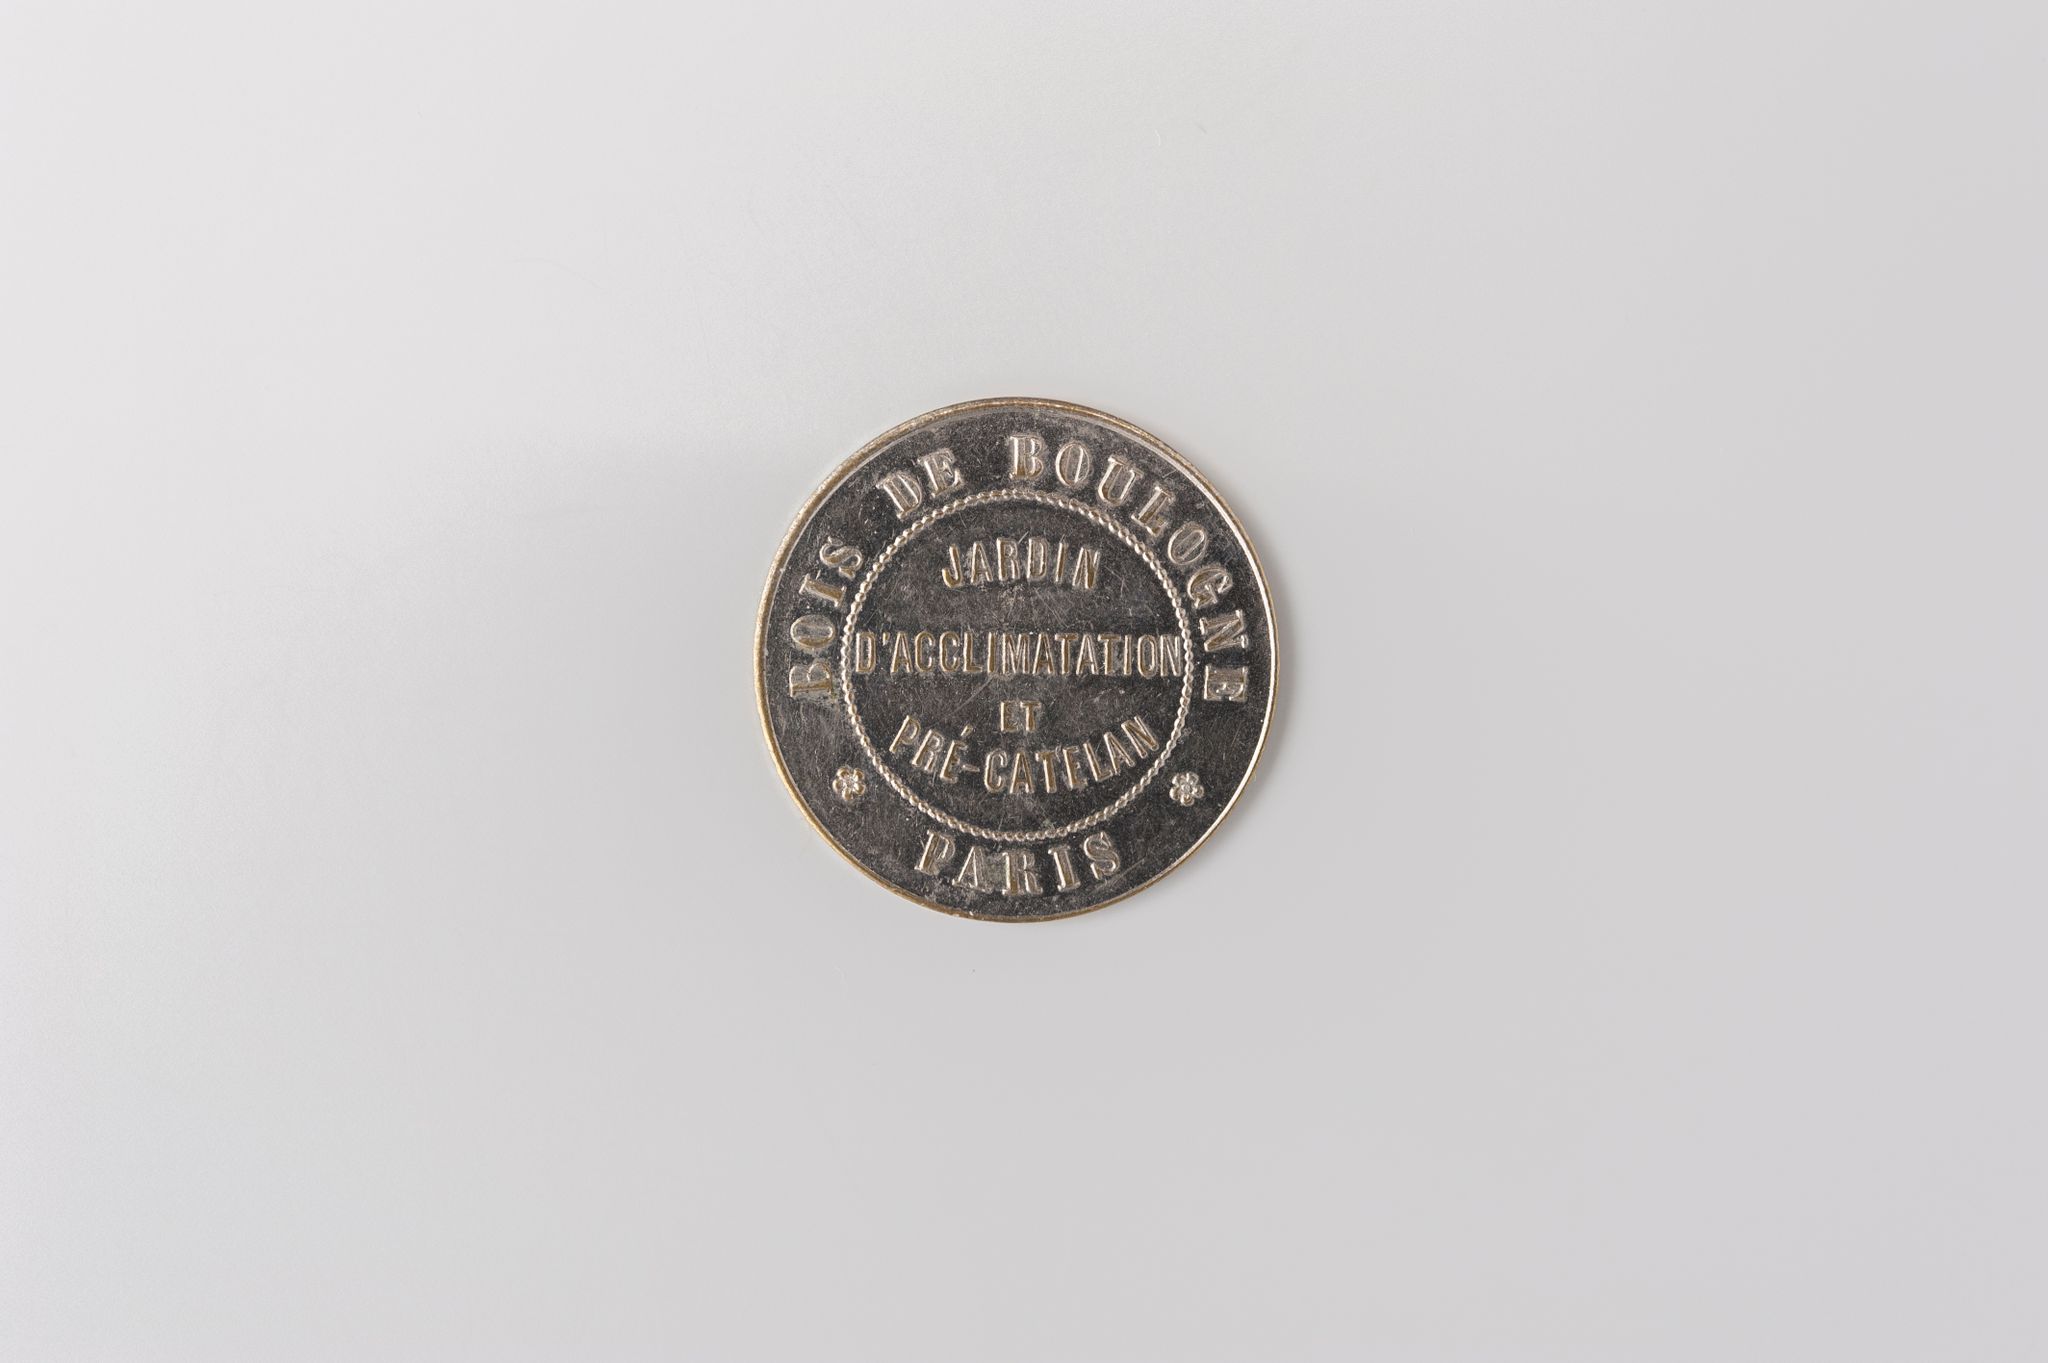 BOIS DE BOULOGNE
JARDIN
D'ACCLIMATATION
ET
PRÉ-CATELAN
PARIS